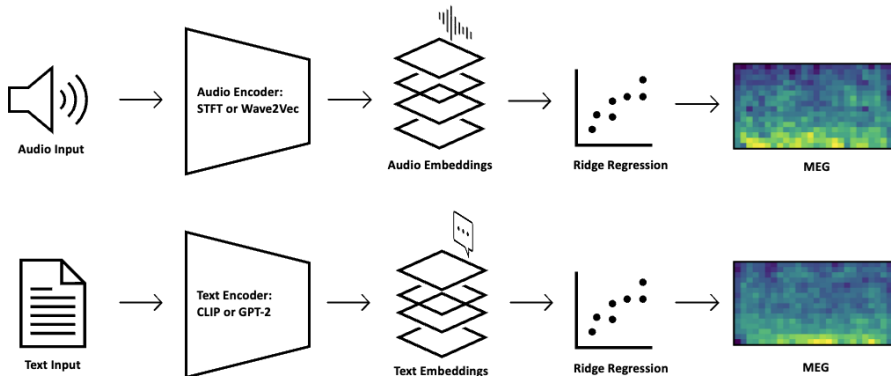 Audio Encoder:
STFT or Wave2Vec
Audio Input
Audio Embeddings
Ridge Regression
MEG
Text Encoder:
CLIP or GPT-2
Text Input
Text Embeddings
Ridge Regression
MEG